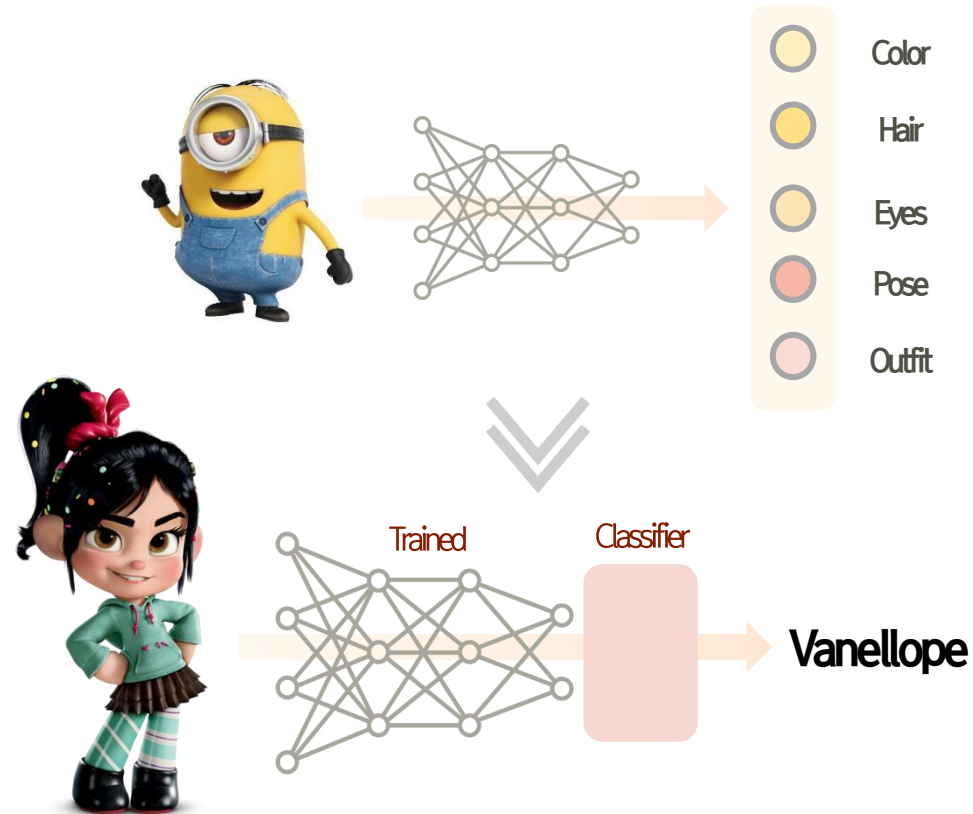 Color
Hair
Eyes
Pose
Outfit
Trained
Classifier
Vanellope